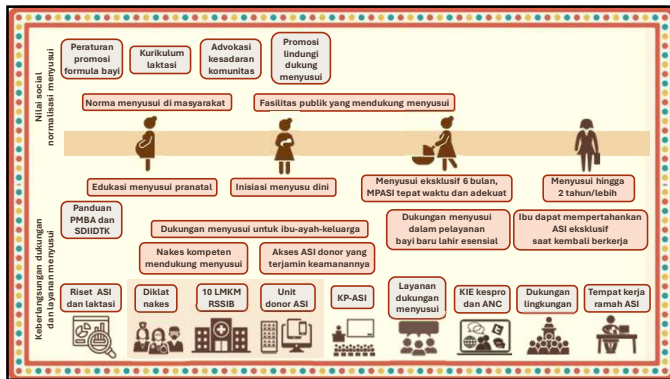 Nilai social
normalisasi menyusui
Peraturan
promosi
formula bayi
Kurikulum
laktasi
Advokasi
kesadaran
komunitas
Promosi
lindungi
dukung
menyusui
Norma menyusui di masyarakat
Fasilitas publik yang mendukung menyusui
Edukasi menyusui pranatal
Inisiasi menyusu dini
Menyusui eksklusif 6 bulan,
MPASI tepat waktu dan adekuat
Menyusui hingga
2 tahun/lebih
Keberlangsungan dukungan
dan layanan menyusui
Panduan
PMBA dan
SDIIDTK
Dukungan menyusui untuk ibu-ayah-keluarga
Dukungan menyusui
dalam pelayanan
bayi baru lahir esensial
Ibu dapat mempertahankan
ASI eksklusif
saat kembali berkerja
Nakes kompeten
mendukung menyusui
Akses ASI donor yang
terjamin keamanannya
Riset ASI
dan laktasi
Diklat
nakes
10 LMKM
RSSIB
Unit
donor ASI
KP-ASI
Layanan
dukungan
menyusui
KIE kespro
dan ANC
Dukungan
lingkungan
Tempat kerja
ramah ASI